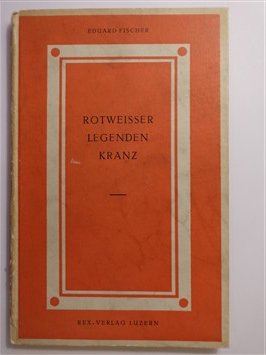 EDUARD FISCHER
ROTWEISSER
LEGENDEN
KRANZ
REX-VERLAG LUZERN